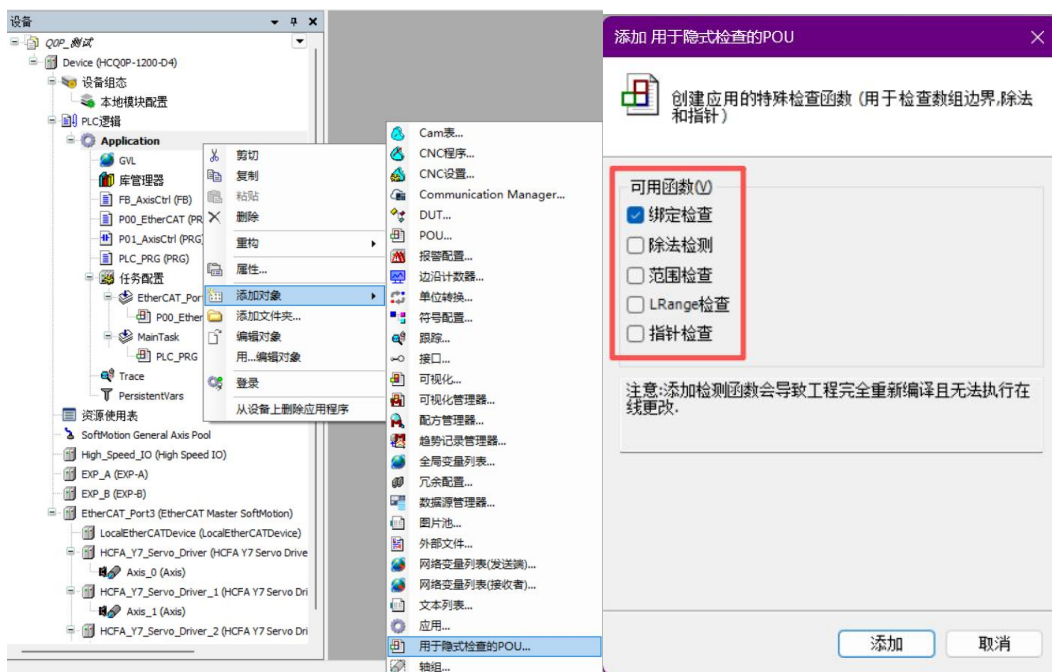 设备
Q0P_测试
Device (HCQ0P-1200-D4)
设备组态
本地模块配置
PLC逻辑
Application
GVL
库管理器
FB_AxisCtrl (FB)
P00_EtherCAT (PR
P01_AxisCtrl (PRG)
PLC_PRG (PRG)
任务配置
EtherCAT_Por
P00_Ether
MainTask
PLC_PRG
Trace
PersistentVars
资源使用表
SoftMotion General Axis Pool
High_Speed_IO (High Speed IO)
EXP_A (EXP-A)
EXP_B (EXP-B)
EtherCAT_Port3 (EtherCAT Master SoftMotion)
LocalEtherCATDevice (LocalEtherCATDevice)
HCFA_Y7_Servo_Driver (HCFA Y7 Servo Drive
Axis_0 (Axis)
HCFA_Y7_Servo_Driver_1 (HCFA Y7 Servo Dri
Axis_1 (Axis)
HCFA_Y7_Servo_Driver_2 (HCFA Y7 Servo Dri
剪切
复制
粘贴
删除
重构
属性...
添加对象
添加文件夹...
编辑对象
用...编辑对象
登录
从设备上删除应用程序
Cam表...
CNC程序...
CNC设置...
Communication Manager...
DUT...
POU...
报警配置...
边沿计数器...
单位转换...
符号配置...
跟踪...
接口...
可视化...
可视化管理器...
配方管理器...
趋势记录管理器...
全局变量列表...
冗余配置...
数据源管理器...
图片池...
外部文件...
网络变量列表(发送端)...
网络变量列表(接收者)...
文本列表...
应用...
用于隐式检查的POU...
轴组...
添加 用于隐式检查的POU
创建应用的特殊检查函数 (用于检查数组边界,除法
和指针)
可用函数(V)
绑定检查
除法检测
范围检查
LRange检查
指针检查
注意:添加检测函数会导致工程完全重新编译且无法执行在
线更改.
添加
取消